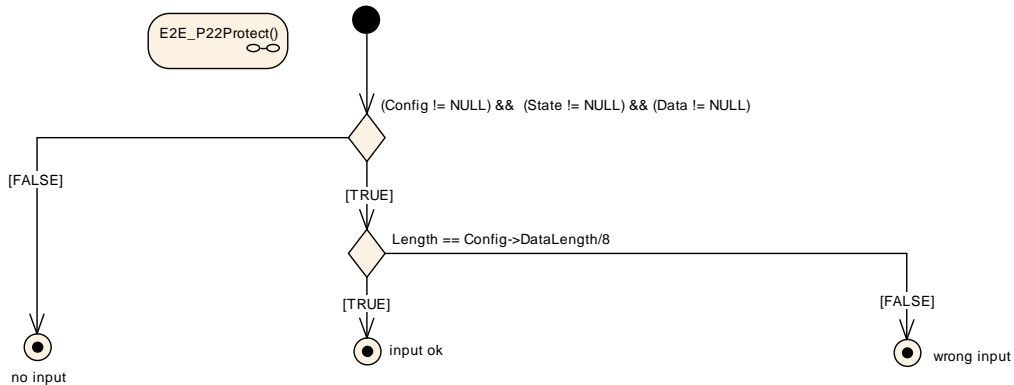 E2E_P22Protect()
(Config != NULL) && (State != NULL) && (Data != NULL)
[FALSE]
[TRUE]
Length == Config->DataLength/8
[TRUE]
[FALSE]
input ok
wrong input
no input